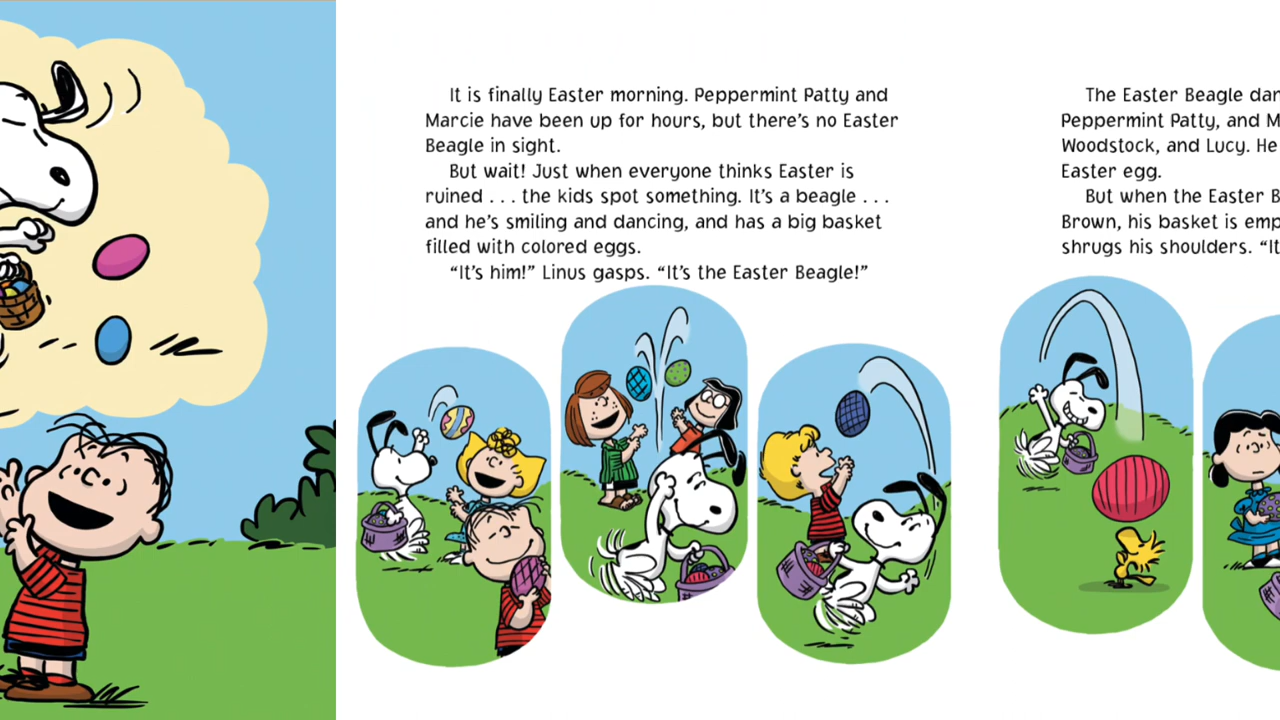 It is finally Easter morning. Peppermint Patty and
Marcie have been up for hours, but there's no Easter
Beagle in sight.
But wait! Just when everyone thinks Easter is
ruined . . . the kids spot something. It's a beagle . . .
and he's smiling and dancing, and has a big basket
filled with colored eggs.
"It's him!" Linus gasps. "It's the Easter Beagle!"
The Easter Beagle
Peppermint Patty, and
Woodstock, and Lucy. He
Easter egg.
But when the Easter
Brown, his basket is
shrugs his shoulders.